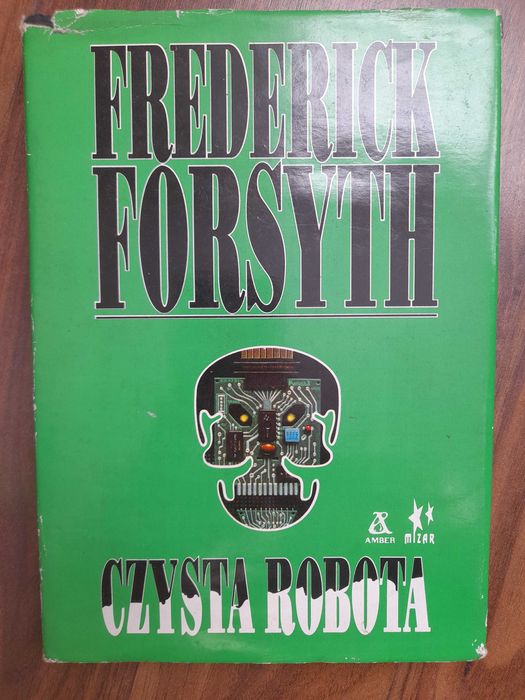 FREDERICK
FORSYTH
AMBER MIZAR
CZYSTA ROBOTA